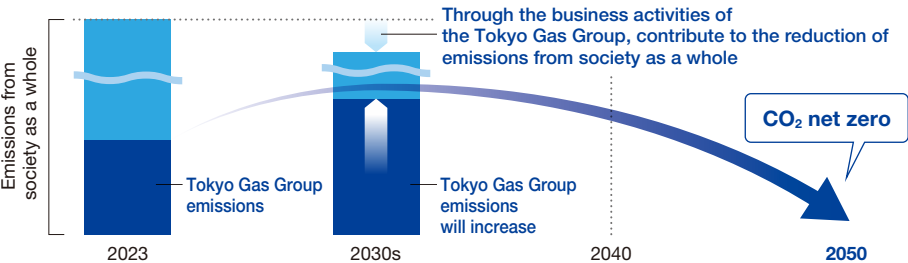 Through the business activities of
the Tokyo Gas Group, contribute to the reduction of
emissions from society as a whole
Emissions from
society as a whole
CO₂ net zero
Tokyo Gas Group
emissions
Tokyo Gas Group
emissions
will increase
2023
2030s
2040
2050